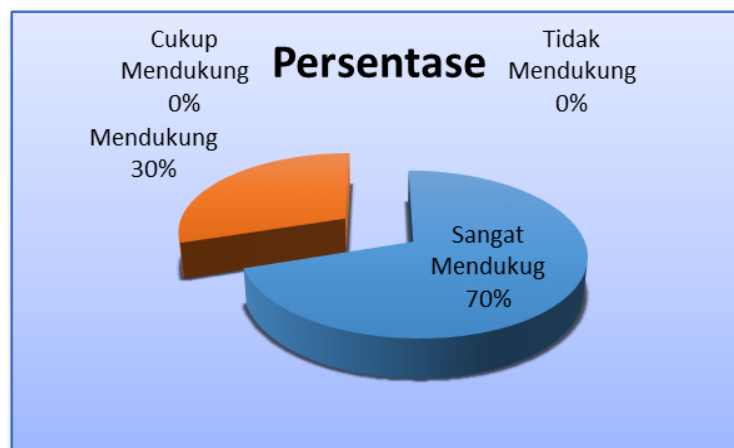 Persentase
Cukup
Mendukung
0%
Tidak
Mendukung
0%
Mendukung
30%
Sangat
Mendukug
70%